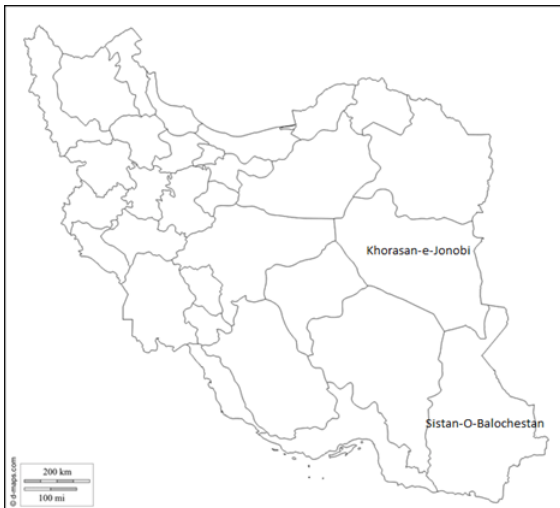 Khorasan-e-Jonobi
Sistan-O-Balochestan
200 km
100 mi
© d-maps.com